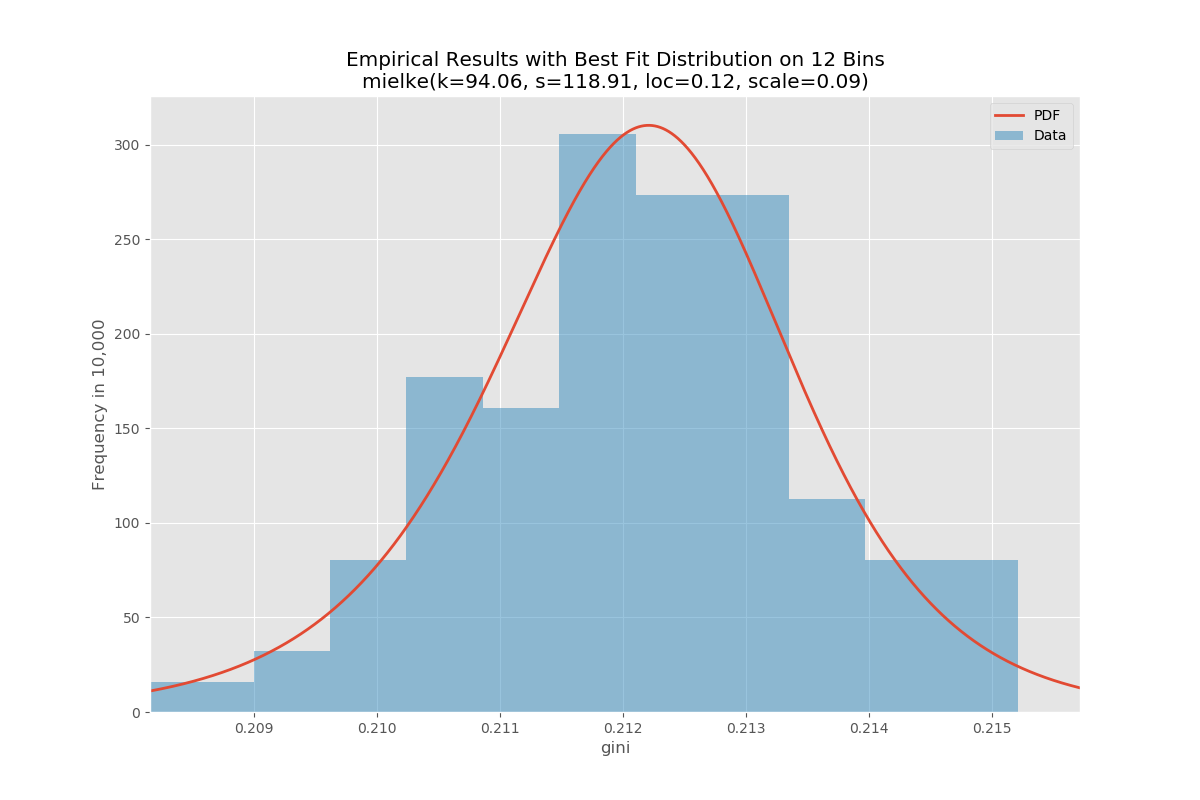 Empirical Results with Best Fit Distribution on 12 Bins
mielke(k=94.06, s=118.91, loc=0.12, scale=0.09)
PDF
Data
300
250
200
150
100
50
0
Frequency in 10,000
0.209 0.210 0.211 0.212 0.213 0.214 0.215
gini